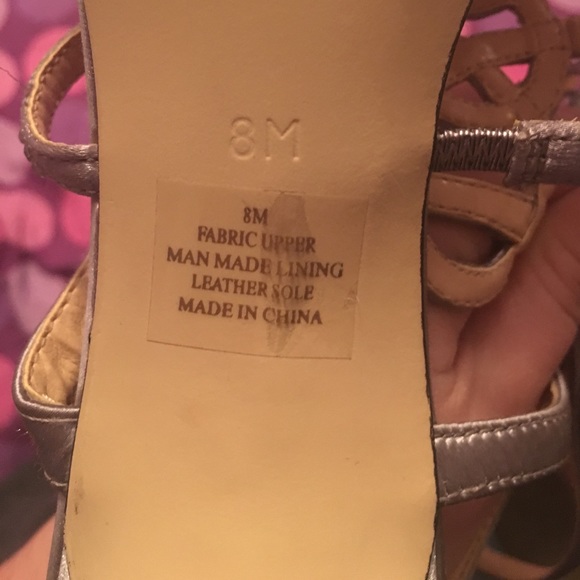 8M
8M
FABRIC UPPER
MAN MADE LINING
LEATHER SOLE
MADE IN CHINA